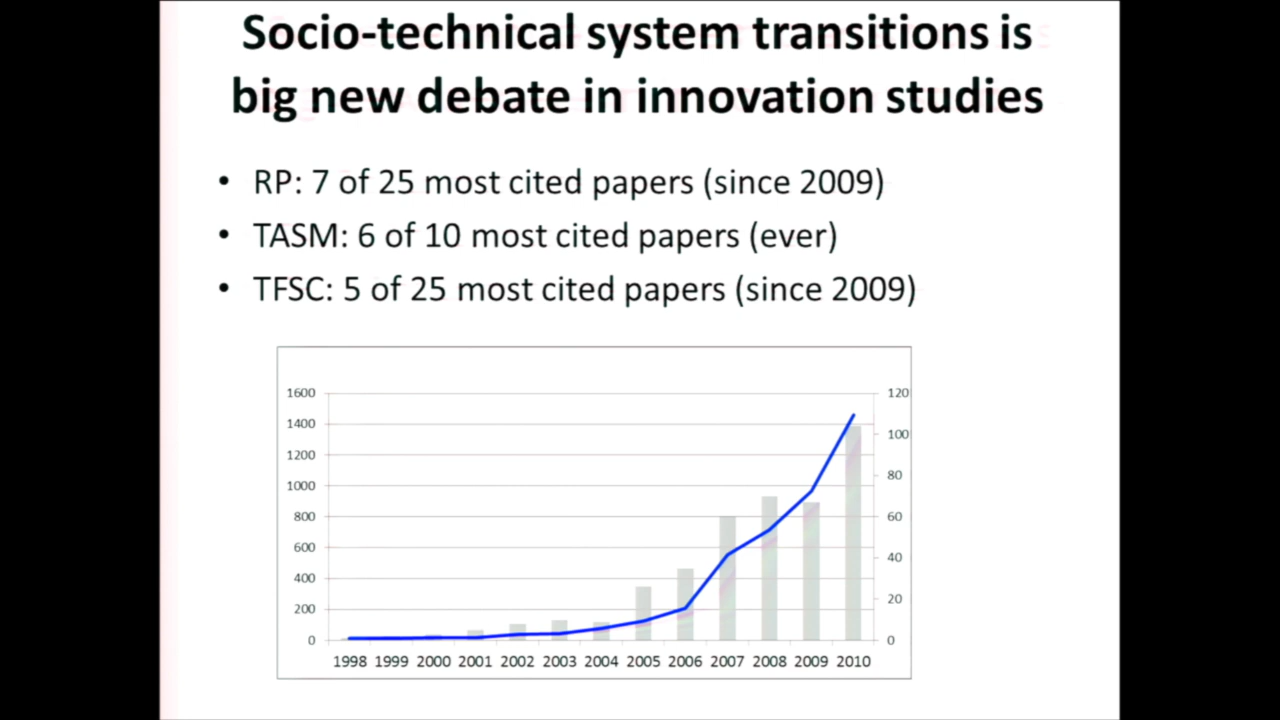 Socio-technical system transitions is
big new debate in innovation studies
• RP: 7 of 25 most cited papers (since 2009)
• TASM: 6 of 10 most cited papers (ever)
• TFSC: 5 of 25 most cited papers (since 2009)
1600 120
1400 100
1200 80
1000 60
800 40
600 20
400 0
200
0
1998 1999 2000 2001 2002 2003 2004 2005 2006 2007 2008 2009 2010